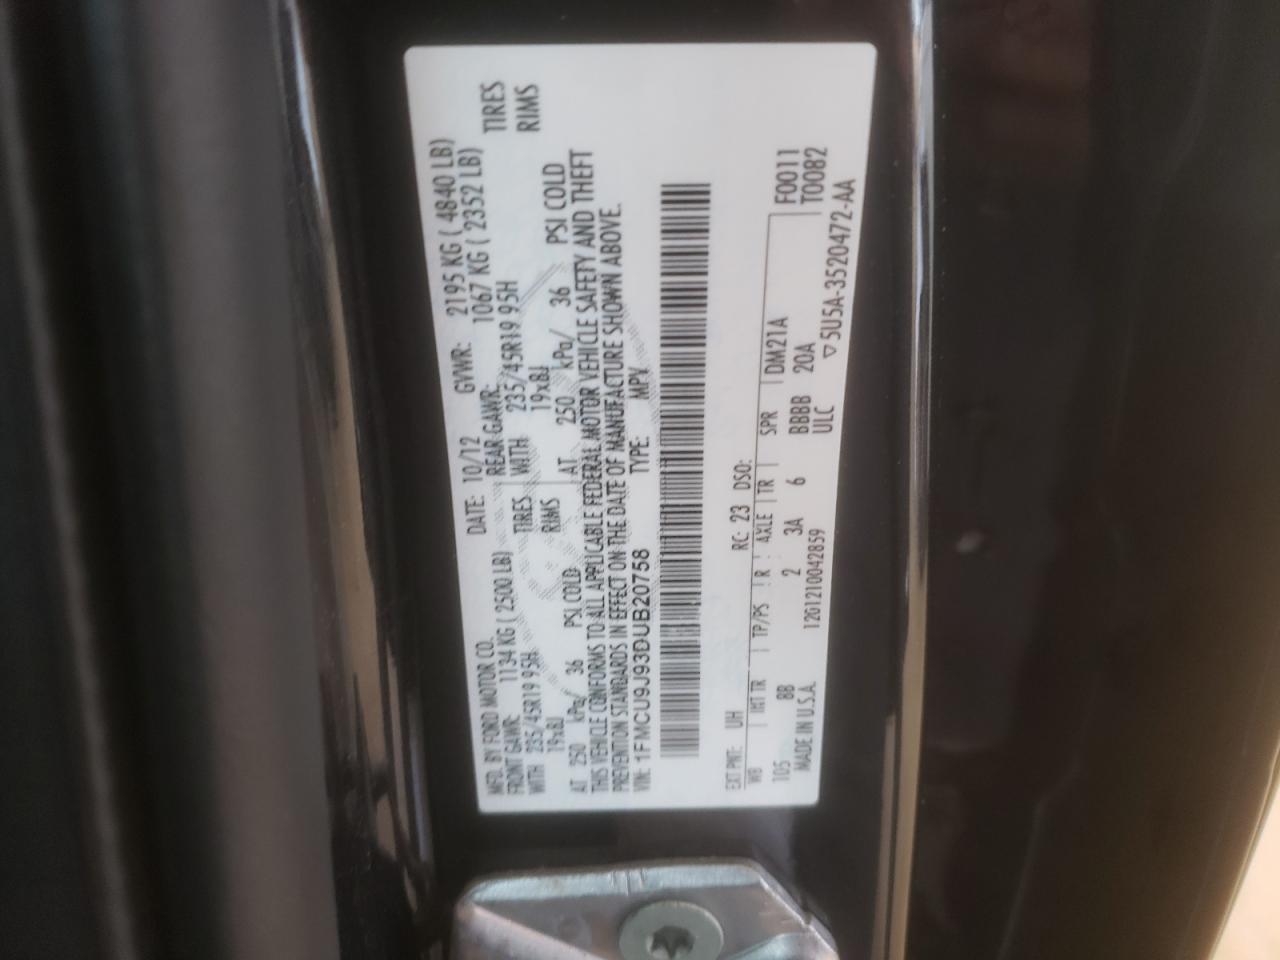 MFD. BY FORD MOTOR CO. DATE: 10/12 GVWR: 2195 KG ( 4840 LB)
FRONT GAWR: 1134 KG ( 2500 LB) REAR GAWR: 1067 KG ( 2352 LB)
WITH 235/45R19 95H TIRES WITH 235/45R19 95H TIRES
19x8J RIMS 19x8J RIMS
AT 250 kPa/ 36 PSI COLD AT 250 kPa/ 36 PSI COLD
THIS VEHICLE CONFORMS TO ALL APPLICABLE FEDERAL MOTOR VEHICLE SAFETY AND THEFT
PREVENTION STANDARDS IN EFFECT ON THE DATE OF MANUFACTURE SHOWN ABOVE.
VIN: 1FMCU9J93DUB20758 TYPE: MPV
EXT PNT: UH RC: 23 DSO:
WB INT TR TP/PS R AXLE TR SPR DM21A F0011
105 8B 2 3A 6 BBBB 20A T0082
MADE IN U.S.A. 12G1210042859 ULC ▽5U5A-3520472-AA